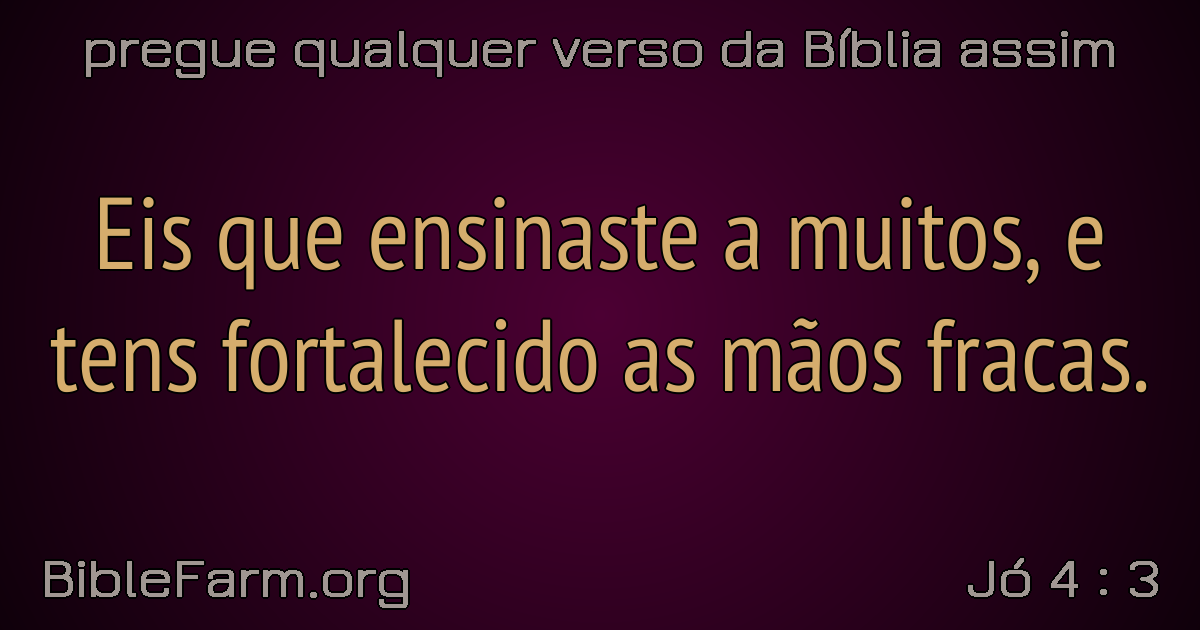 pregue qualquer verso da Bíblia assim
Eis que ensinaste a muitos, e
tens fortalecido as mãos fracas.
BibleFarm.org
Jó 4 : 3